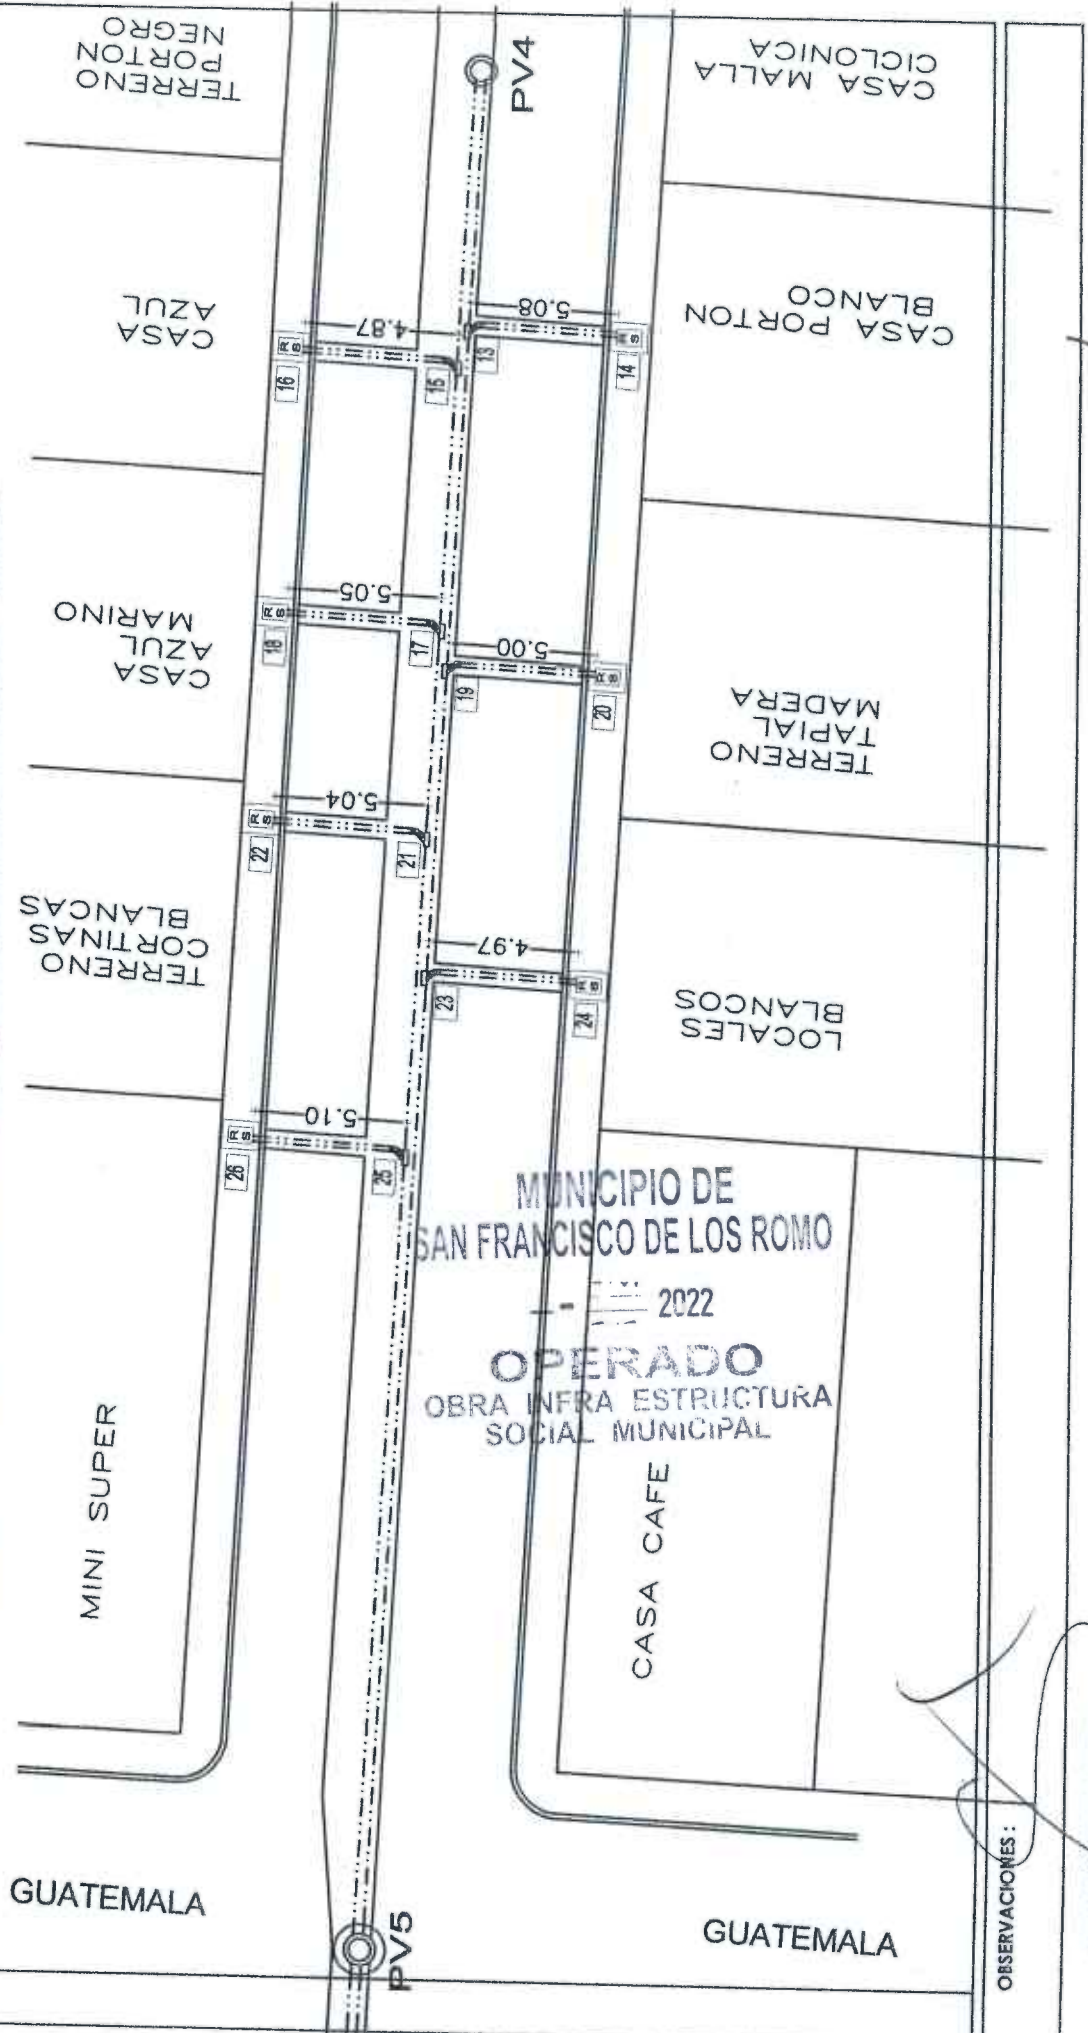 TERRENO
PORTON
NEGRO
PV4
CASA MALLA
CICLONICA
CASA
AZUL
4.87
5.08
CASA PORTON
BLANCO
R
S
16
15
13
R
S
14
CASA
AZUL
MARINO
R
S
18
5.05
17
5.00
19
R
S
20
TERRENO
TAPIAL
MADERA
R
S
22
5.04
21
TERRENO
CORTINAS
BLANCAS
4.97
23
R
S
24
LOCALES
BLANCOS
R
S
26
5.10
25
MUNICIPIO DE
SAN FRANCISCO DE LOS ROMO
2022
OPERADO
OBRA INFRA ESTRUCTURA
SOCIAL MUNICIPAL
MINI SUPER
CASA CAFE
GUATEMALA
PV5
GUATEMALA
OBSERVACIONES :